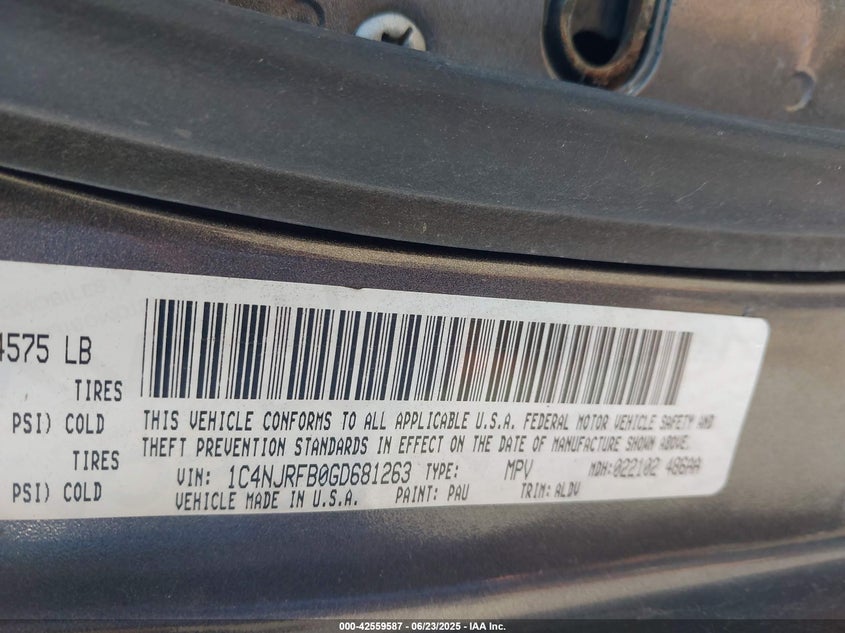 4575 LB
TIRES
PSI) COLD
TIRES
PSI) COLD
THIS VEHICLE CONFORMS TO ALL APPLICABLE U.S.A. FEDERAL MOTOR VEHICLE SAFETY AND
THEFT PREVENTION STANDARDS IN EFFECT ON THE DATE OF MANUFACTURE SHOWN ABOVE.
VIN: 1C4NJRFB0GD681263 TYPE: MPV MDH:022102 486AA
VEHICLE MADE IN U.S.A. PAINT: PAU TRIM: ALDV
000-42559587 - 06/23/2025 - IAA Inc.